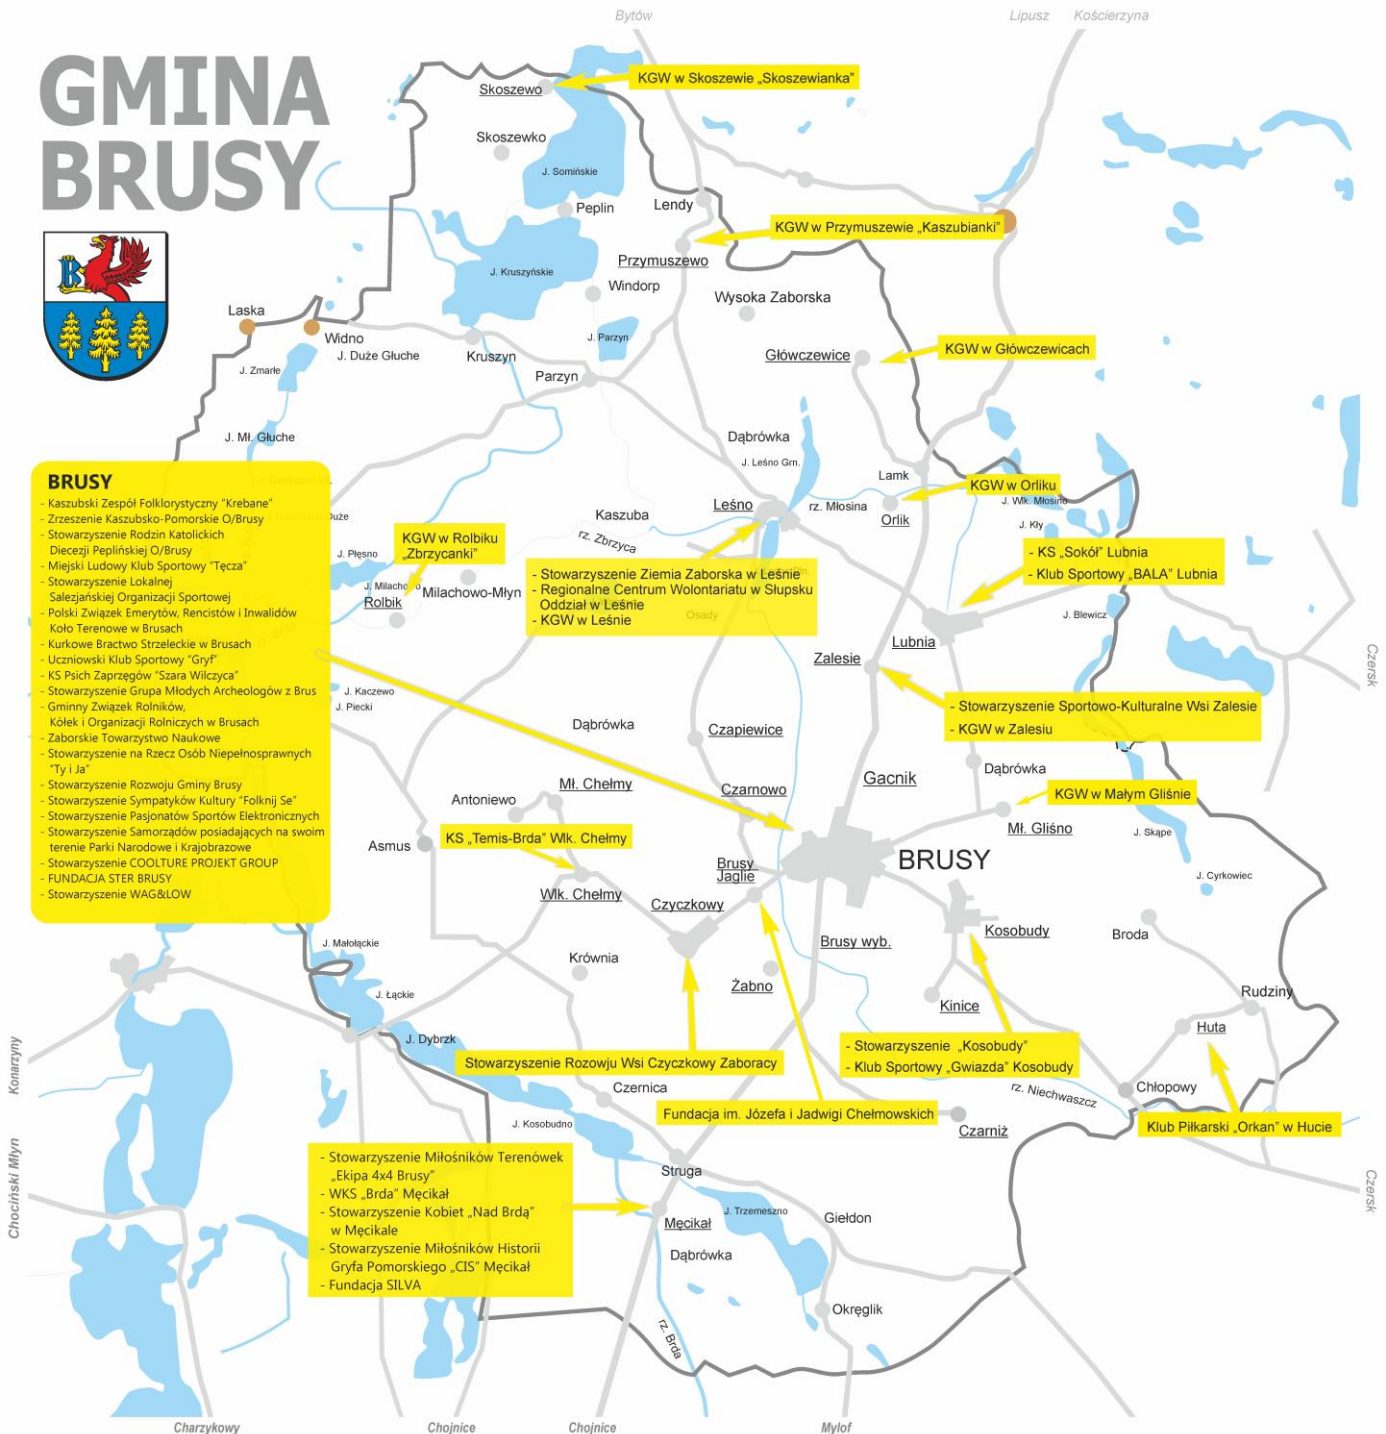 Bytów
Lipusz
Kościerzyna
GMINA
BRUSY
KGW w Skoszewie „Skoszewianka”
Skoszewo
Skoszewko
J. Somińskie
Peplin
Lendy
KGW w Przymuszewie „Kaszubianki”
Przymuszewo
J. Kruszyńskie
Windorp
Wysoka Zaborska
Laska
Widno
J. Duże Głuche
Kruszyn
J. Parzyn
KGW w Główczewicach
Główczewice
J. Zmarłe
Parzyn
J. Mł. Głuche
Dąbrówka
J. Leśno Grn.
Lamk
BRUSY
- Kaszubski Zespół Folklorystyczny "Krebane"
- Zrzeszenie Kaszubsko-Pomorskie O/Brusy
- Stowarzyszenie Rodzin Katolickich
Diecezji Peplińskiej O/Brusy
- Miejski Ludowy Klub Sportowy "Tęcza"
- Stowarzyszenie Lokalnej
Salezjańskiej Organizacji Sportowej
- Polski Związek Emerytów, Rencistów i Inwalidów
Koło Terenowe w Brusach
- Kurkowe Bractwo Strzeleckie w Brusach
- Uczniowski Klub Sportowy "Gryf"
- KS Psich Zaprzęgów "Szara Wilczyca"
- Stowarzyszenie Grupa Młodych Archeologów z Brus
- Gminny Związek Rolników,
Kółek i Organizacji Rolniczych w Brusach
- Zaborskie Towarzystwo Naukowe
- Stowarzyszenie na Rzecz Osób Niepełnosprawnych
"Ty i Ja"
- Stowarzyszenie Rozwoju Gminy Brusy
- Stowarzyszenie Sympatyków Kultury "Folknij Se"
- Stowarzyszenie Pasjonatów Sportów Elektronicznych
- Stowarzyszenie Samorządów posiadających na swoim
terenie Parki Narodowe i Krajobrazowe
- Stowarzyszenie COOLTURE PROJEKT GROUP
- FUNDACJA STER BRUSY
- Stowarzyszenie WAG&LOW
Duże
KGW w Orliku
J. Wlk. Młosino
Leśno
rz. Młosina
Orlik
J. Kły
Kaszuba
rz. Zbrzyca
KGW w Rolbiku
„Zbrzycanki”
- KS „Sokół” Lubnia
- Klub Sportowy „BALA” Lubnia
J. Płęsno
J. Milachowo
Milachowo-Młyn
Rolbik
- Stowarzyszenie Ziemia Zaborska w Leśnie
- Regionalne Centrum Wolontariatu w Słupsku
Oddział w Leśnie
- KGW w Leśnie
Osady
J. Blewicz
Lubnia
Zalesie
Czersk
J. Kaczewo
J. Piecki
- Stowarzyszenie Sportowo-Kulturalne Wsi Zalesie
- KGW w Zalesiu
Dąbrówka
Czapiewice
Dąbrówka
Gacnik
Mł. Chełmy
Czarnowo
KGW w Małym Gliśnie
Antoniewo
Mł. Gliśno
J. Skąpe
KS „Temis-Brda” Wlk. Chełmy
Asmus
BRUSY
Brusy
Jaglie
J. Cyrkowiec
Wlk. Chełmy
Czyczkowy
Kosobudy
Broda
J. Małołąckie
Brusy wyb.
Krównia
Żabno
J. Łąckie
Kinice
Rudziny
Huta
Konarzyny
J. Dybrzk
- Stowarzyszenie „Kosobudy”
- Klub Sportowy „Gwiazda” Kosobudy
Stowarzyszenie Rozowju Wsi Czyczkowy Zaboracy
Czernica
rz. Niechwaszcz
Chłopowy
Fundacja im. Józefa i Jadwigi Chełmowskich
J. Kosobudno
Czarniż
Klub Piłkarski „Orkan” w Hucie
Chociński Młyn
- Stowarzyszenie Miłośników Terenówek
„Ekipa 4x4 Brusy”
- WKS „Brda” Męcikał
- Stowarzyszenie Kobiet „Nad Brdą”
w Męcikale
- Stowarzyszenie Miłośników Historii
Gryfa Pomorskiego „CIS” Męcikał
- Fundacja SILVA
Struga
Czersk
Męcikał
J. Trzemeszno
Giełdon
Dąbrówka
Okręglik
rz. Brda
Charzykowy
Chojnice
Chojnice
Mylof